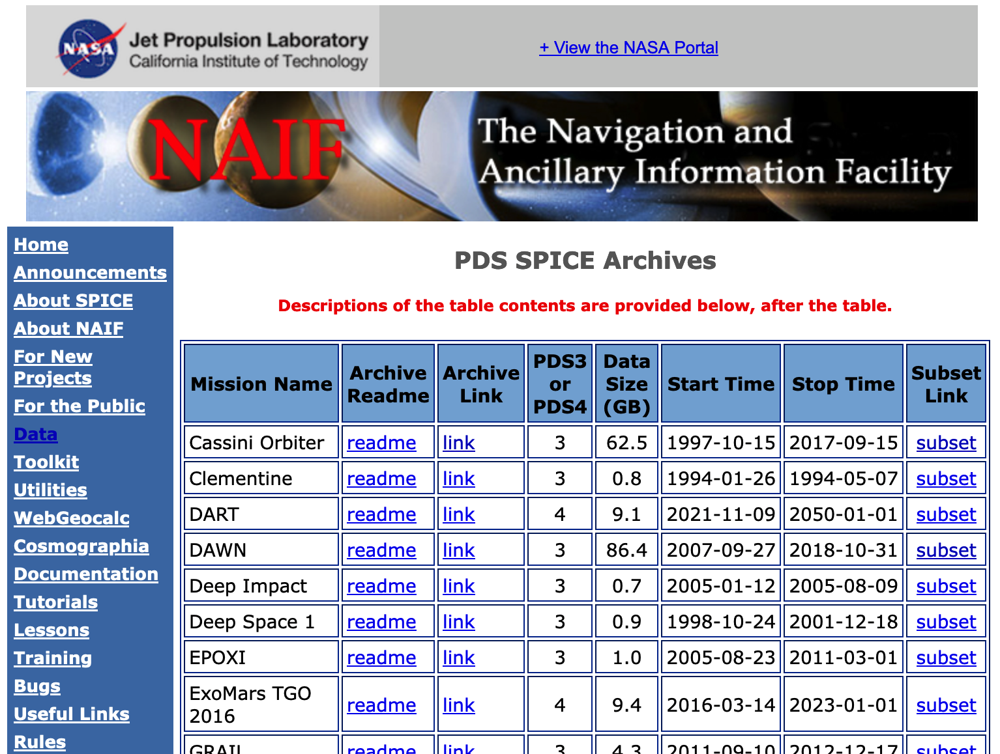 NASA
Jet Propulsion Laboratory
California Institute of Technology
+ View the NASA Portal
NAIF
The Navigation and
Ancillary Information Facility
Home
Announcements
About SPICE
About NAIF
For New
Projects
For the Public
Data
Toolkit
Utilities
WebGeocalc
Cosmographia
Documentation
Tutorials
Lessons
Training
Bugs
Useful Links
Rules
PDS SPICE Archives
Descriptions of the table contents are provided below, after the table.
Mission Name Archive Readme Archive Link PDS3 or PDS4 Data Size (GB) Start Time Stop Time Subset Link
Cassini Orbiter readme link 3 62.5 1997-10-15 2017-09-15 subset
Clementine readme link 3 0.8 1994-01-26 1994-05-07 subset
DART readme link 4 9.1 2021-11-09 2050-01-01 subset
DAWN readme link 3 86.4 2007-09-27 2018-10-31 subset
Deep Impact readme link 3 0.7 2005-01-12 2005-08-09 subset
Deep Space 1 readme link 3 0.9 1998-10-24 2001-12-18 subset
EPOXI readme link 3 1.0 2005-08-23 2011-03-01 subset
ExoMars TGO 2016 readme link 4 9.4 2016-03-14 2023-01-01 subset
GRAIL readme link 3 4.3 2011-09-10 2012-12-17 subset